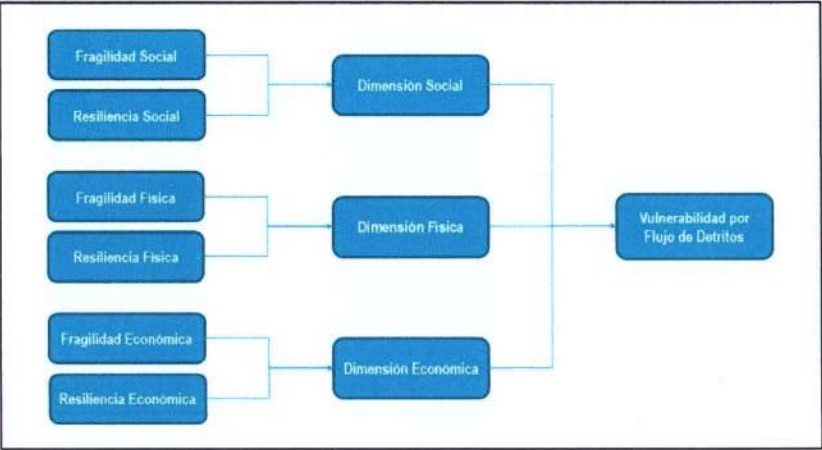 Fragilidad Social
Resiliencia Social
Dimensión Social
Fragilidad Física
Resiliencia Física
Dimensión Física
Vulnerabilidad por
Flujo de Detritos
Fragilidad Económica
Resiliencia Económica
Dimensión Económica